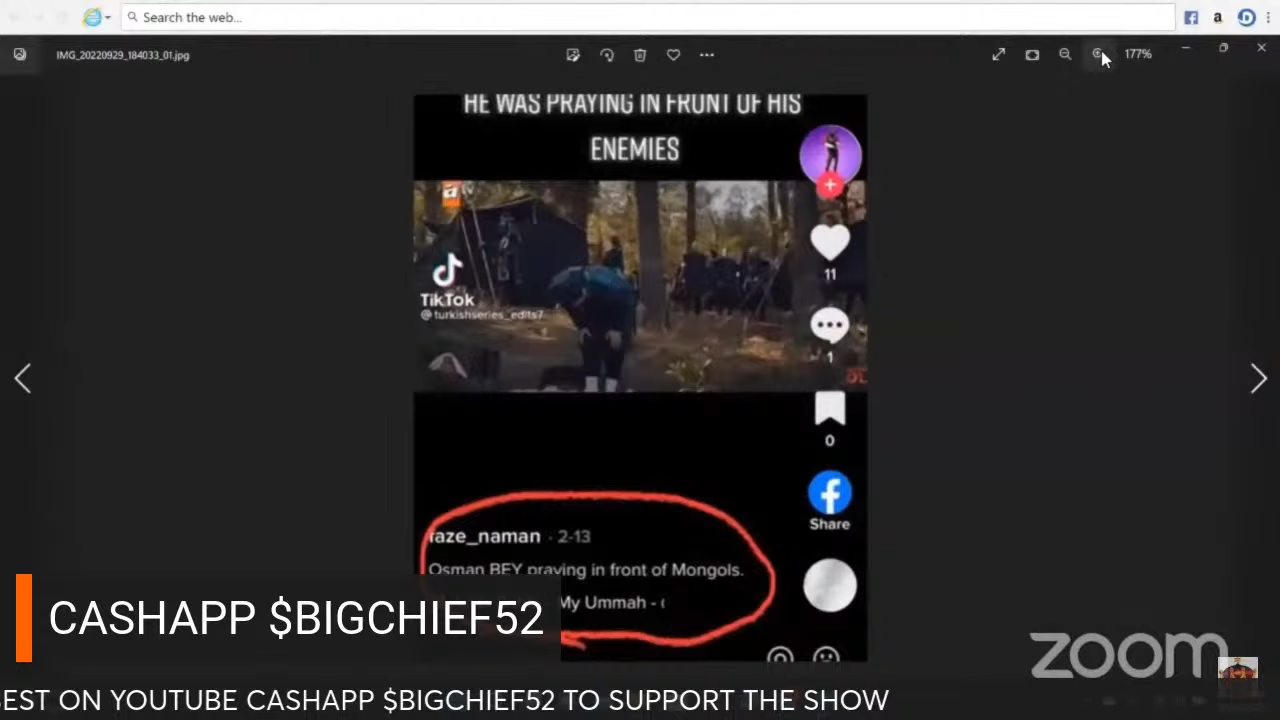 Search the web...
IMG_20220929_184033_01.jpg
177%
HE WAS PRAYING IN FRONT OF HIS
ENEMIES
TikTok
@turkishseries_edits7
11
1
0
Share
faze_naman · 2-13
Osman BEY praying in front of Mongols.
My Ummah -
CASHAPP $BIGCHIEF52
zoom
BEST ON YOUTUBE CASHAPP $BIGCHIEF52 TO SUPPORT THE SHOW